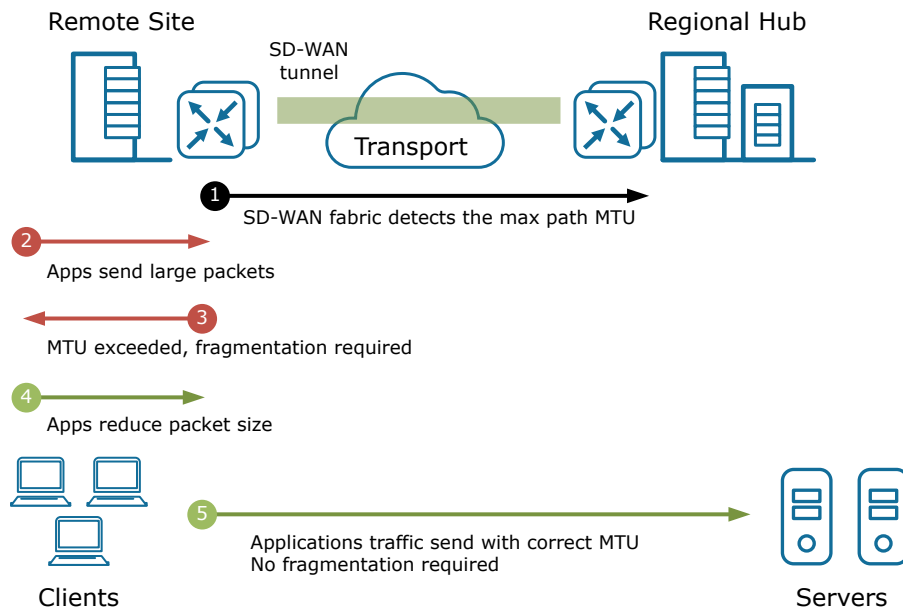 Remote Site
Regional Hub
SD-WAN
tunnel
Transport
1
SD-WAN fabric detects the max path MTU
2
Apps send large packets
3
MTU exceeded, fragmentation required
4
Apps reduce packet size
5
Applications traffic send with correct MTU
No fragmentation required
Clients
Servers